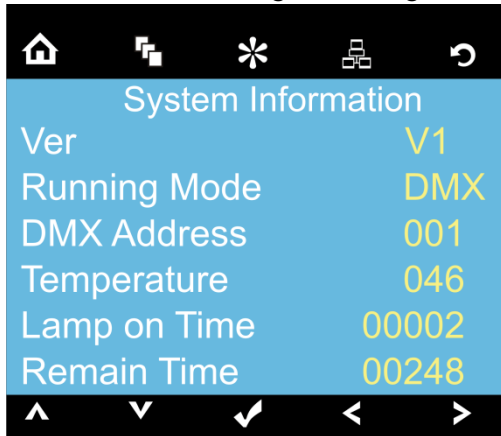 System Information
Ver V1
Running Mode DMX
DMX Address 001
Temperature 046
Lamp on Time 00002
Remain Time 00248